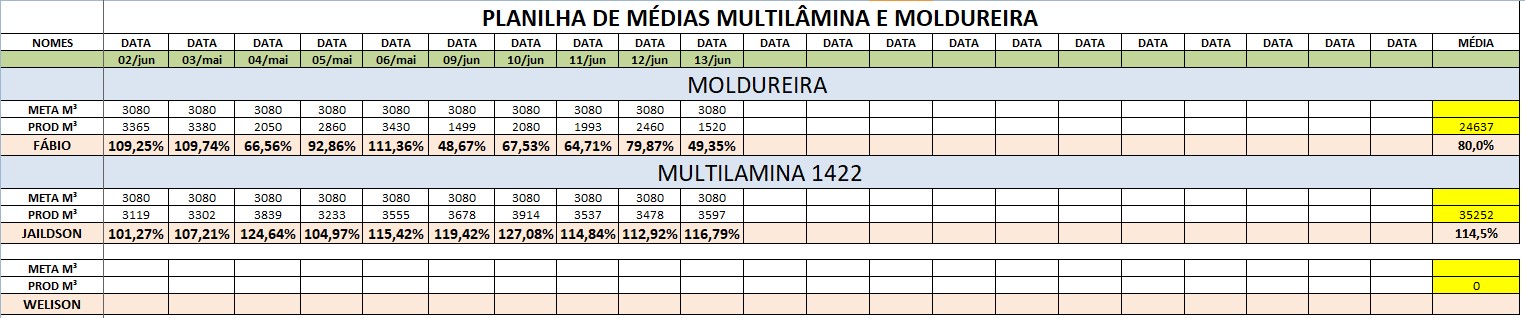 PLANILHA DE MÉDIAS MULTILÂMINA E MOLDUREIRA
NOMES DATA DATA DATA DATA DATA DATA DATA DATA DATA DATA DATA DATA DATA DATA DATA DATA DATA DATA DATA DATA DATA MÉDIA
02/jun 03/mai 04/mai 05/mai 06/mai 09/jun 10/jun 11/jun 12/jun 13/jun
MOLDUREIRA
META M³ 3080 3080 3080 3080 3080 3080 3080 3080 3080 3080
PROD M³ 3365 3380 2050 2860 3430 1499 2080 1993 2460 1520 24637
FÁBIO 109,25% 109,74% 66,56% 92,86% 111,36% 48,67% 67,53% 64,71% 79,87% 49,35% 80,0%
MULTILAMINA 1422
META M³ 3080 3080 3080 3080 3080 3080 3080 3080 3080 3080
PROD M³ 3119 3302 3839 3233 3555 3678 3914 3537 3478 3597 35252
JAILDSON 101,27% 107,21% 124,64% 104,97% 115,42% 119,42% 127,08% 114,84% 112,92% 116,79% 114,5%
META M³
PROD M³ 0
WELISON